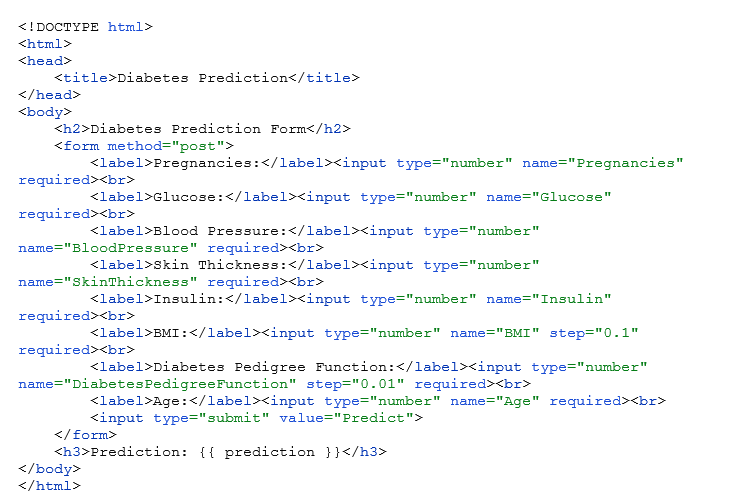 <!DOCTYPE html>
<html>
<head>
    <title>Diabetes Prediction</title>
</head>
<body>
    <h2>Diabetes Prediction Form</h2>
    <form method="post">
        <label>Pregnancies:</label><input type="number" name="Pregnancies"
required><br>
        <label>Glucose:</label><input type="number" name="Glucose"
required><br>
        <label>Blood Pressure:</label><input type="number"
name="BloodPressure" required><br>
        <label>Skin Thickness:</label><input type="number"
name="SkinThickness" required><br>
        <label>Insulin:</label><input type="number" name="Insulin"
required><br>
        <label>BMI:</label><input type="number" name="BMI" step="0.1"
required><br>
        <label>Diabetes Pedigree Function:</label><input type="number"
name="DiabetesPedigreeFunction" step="0.01" required><br>
        <label>Age:</label><input type="number" name="Age" required><br>
        <input type="submit" value="Predict">
    </form>
    <h3>Prediction: {{ prediction }}</h3>
</body>
</html>